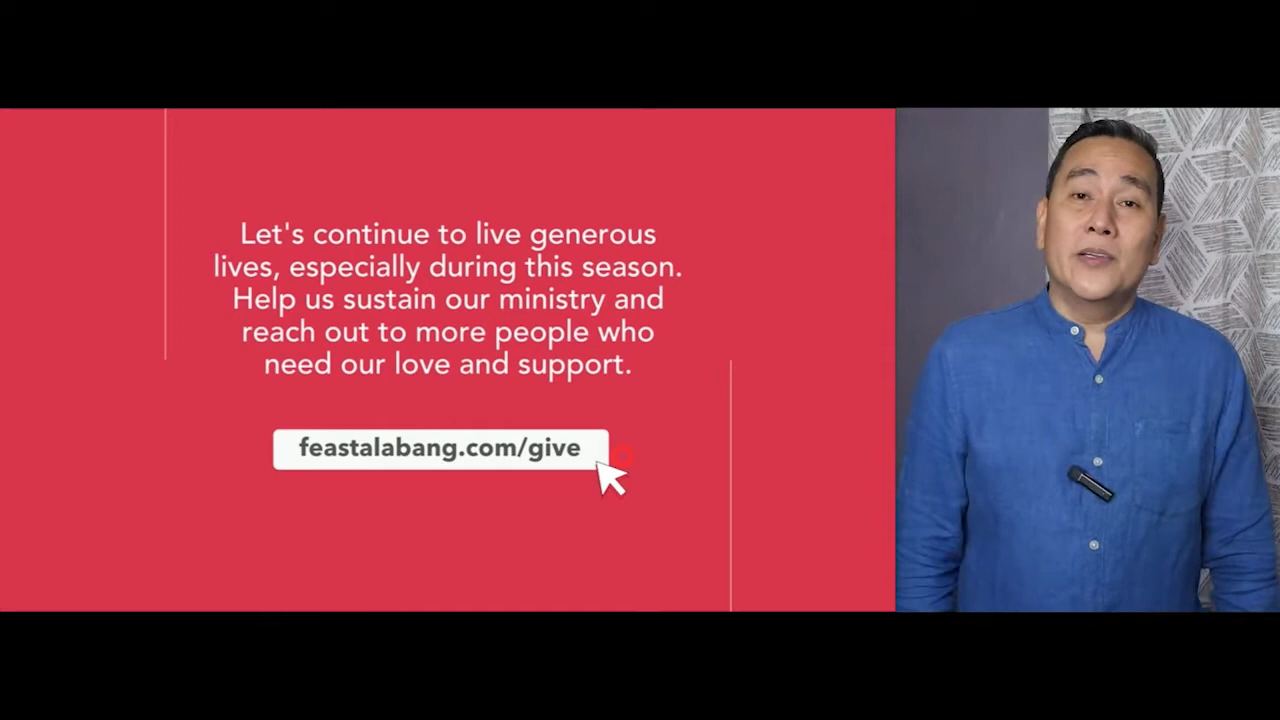 Let's continue to live generous
lives, especially during this season.
Help us sustain our ministry and
reach out to more people who
need our love and support.
feastalabang.com/give